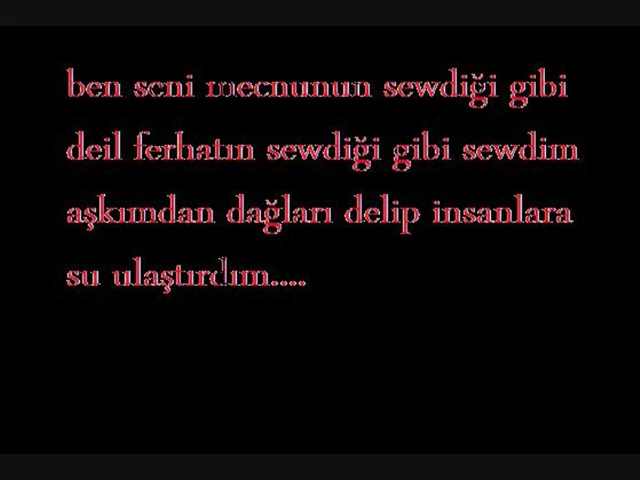 ben seni mecnunun sewdiği gibi
deil ferhatın sewdiği gibi sewdim
aşkımdan dağları delip insanlara
su ulaştırdım....